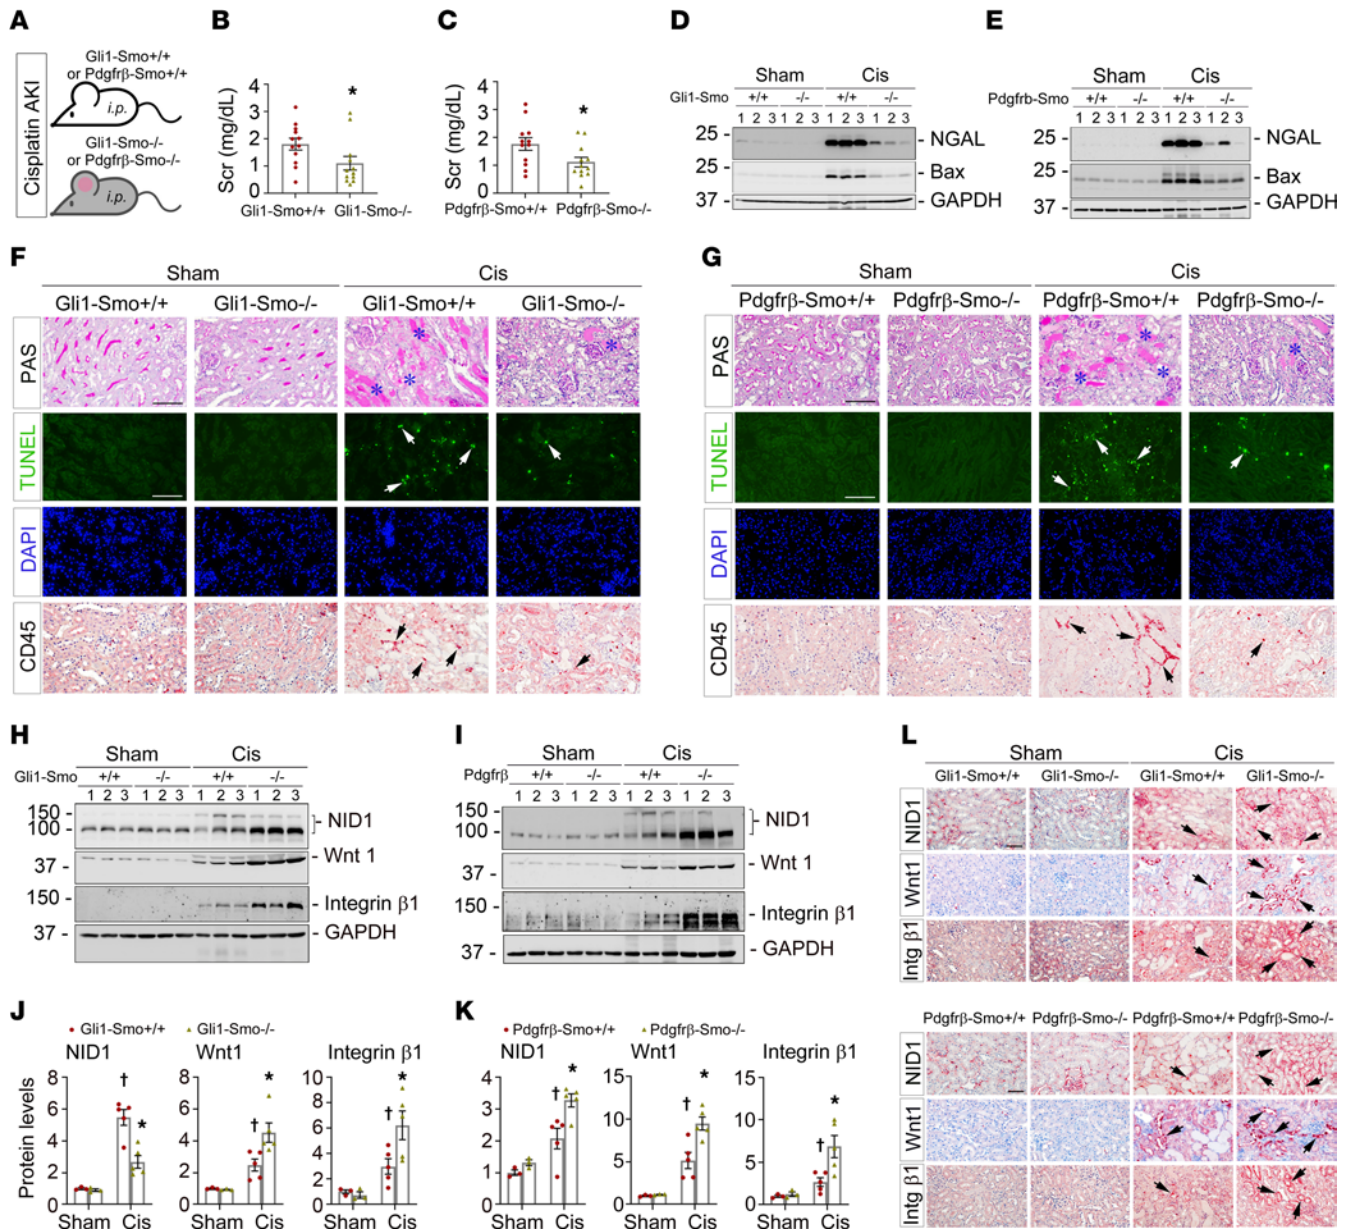 A
Cisplatin AKI
Gli1-Smo+/+
or Pdgfrβ-Smo+/+
i.p.
Gli1-Smo-/-
or Pdgfrβ-Smo-/-
i.p.
B
Scr (mg/dL)
4
3
2
1
0
*
Gli1-Smo+/+ Gli1-Smo-/-
C
Scr (mg/dL)
4
3
2
1
0
*
Pdgfrβ-Smo+/+ Pdgfrβ-Smo-/-
D
Sham Cis
Gli1-Smo +/+ -/- +/+ -/-
1 2 3 1 2 3 1 2 3 1 2 3
25 - - NGAL
25 - - Bax
37 - - GAPDH
E
Sham Cis
Pdgfrb-Smo +/+ -/- +/+ -/-
1 2 3 1 2 3 1 2 3 1 2 3
25 - - NGAL
25 - - Bax
37 - - GAPDH
F
Sham Cis
Gli1-Smo+/+ Gli1-Smo-/- Gli1-Smo+/+ Gli1-Smo-/-
PAS
* * * *
TUNEL
DAPI
CD45
G
Sham Cis
Pdgfrβ-Smo+/+ Pdgfrβ-Smo-/- Pdgfrβ-Smo+/+ Pdgfrβ-Smo-/-
PAS
* * * *
TUNEL
DAPI
CD45
H
Sham Cis
Gli1-Smo +/+ -/- +/+ -/-
1 2 3 1 2 3 1 2 3 1 2 3
150 -
100 - - NID1
37 - - Wnt 1
150 - - Integrin β1
37 - - GAPDH
I
Sham Cis
Pdgfrβ +/+ -/- +/+ -/-
1 2 3 1 2 3 1 2 3 1 2 3
150 -
100 - - NID1
37 - - Wnt 1
150 - - Integrin β1
37 - - GAPDH
J
Gli1-Smo+/+ Gli1-Smo-/-
Protein levels
NID1
8
6
4
2
0
† *
Sham Cis
Wnt1
8
6
4
2
0
† *
Sham Cis
Integrin β1
10
8
6
4
2
0
† *
Sham Cis
K
Pdgfrβ-Smo+/+ Pdgfrβ-Smo-/-
NID1
4
3
2
1
0
† *
Sham Cis
Wnt1
15
10
5
0
† *
Sham Cis
Integrin β1
15
10
5
0
† *
Sham Cis
L
Sham Cis
Gli1-Smo+/+ Gli1-Smo-/- Gli1-Smo+/+ Gli1-Smo-/-
NID1
Wnt1
Intg β1
Pdgfrβ-Smo+/+ Pdgfrβ-Smo-/- Pdgfrβ-Smo+/+ Pdgfrβ-Smo-/-
NID1
Wnt1
Intg β1